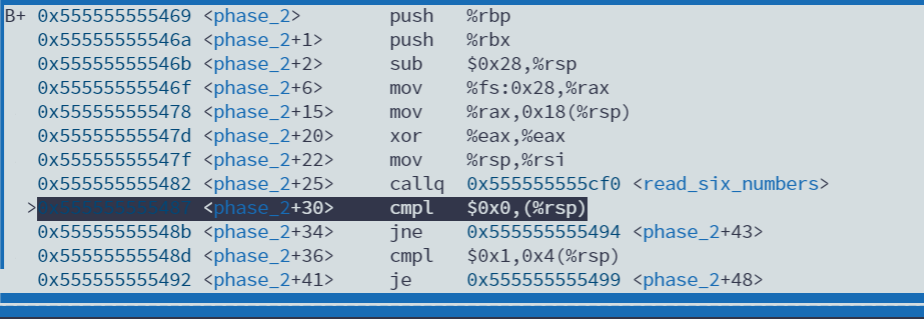 B+ 0x555555555469 <phase_2> push %rbp
0x55555555546a <phase_2+1> push %rbx
0x55555555546b <phase_2+2> sub $0x28,%rsp
0x55555555546f <phase_2+6> mov %fs:0x28,%rax
0x555555555478 <phase_2+15> mov %rax,0x18(%rsp)
0x55555555547d <phase_2+20> xor %eax,%eax
0x55555555547f <phase_2+22> mov %rsp,%rsi
0x555555555482 <phase_2+25> callq 0x555555555cf0 <read_six_numbers>
> <phase_2+30> cmpl $0x0,(%rsp)
0x55555555548b <phase_2+34> jne 0x555555555494 <phase_2+43>
0x55555555548d <phase_2+36> cmpl $0x1,0x4(%rsp)
0x555555555492 <phase_2+41> je 0x555555555499 <phase_2+48>